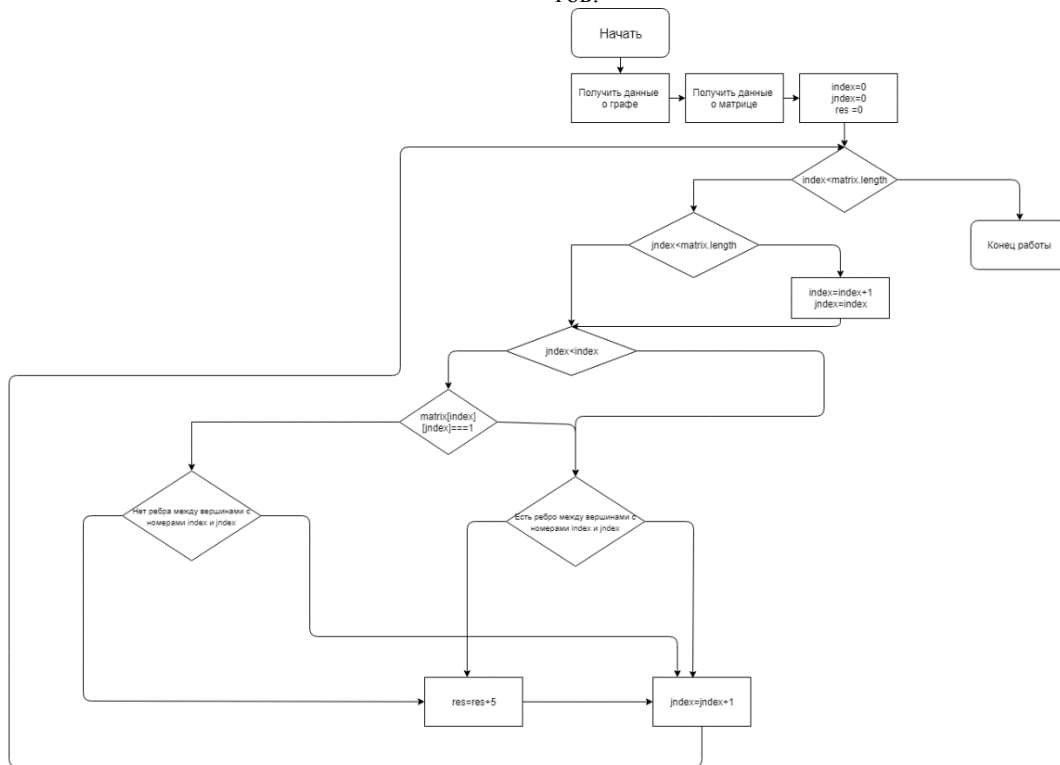 тов.
Начать
Получить данные
о графе
Получить данные
о матрице
index=0
jndex=0
res =0
index<matrix.length
jndex<matrix.length
Конец работы
index=index+1
jndex=index
jndex<index
matrix[index]
[jndex]===1
Нет ребра между вершинами с
номерами index и jndex
Есть ребро между вершинами с
номерами index и jndex
res=res+5
jndex=jndex+1